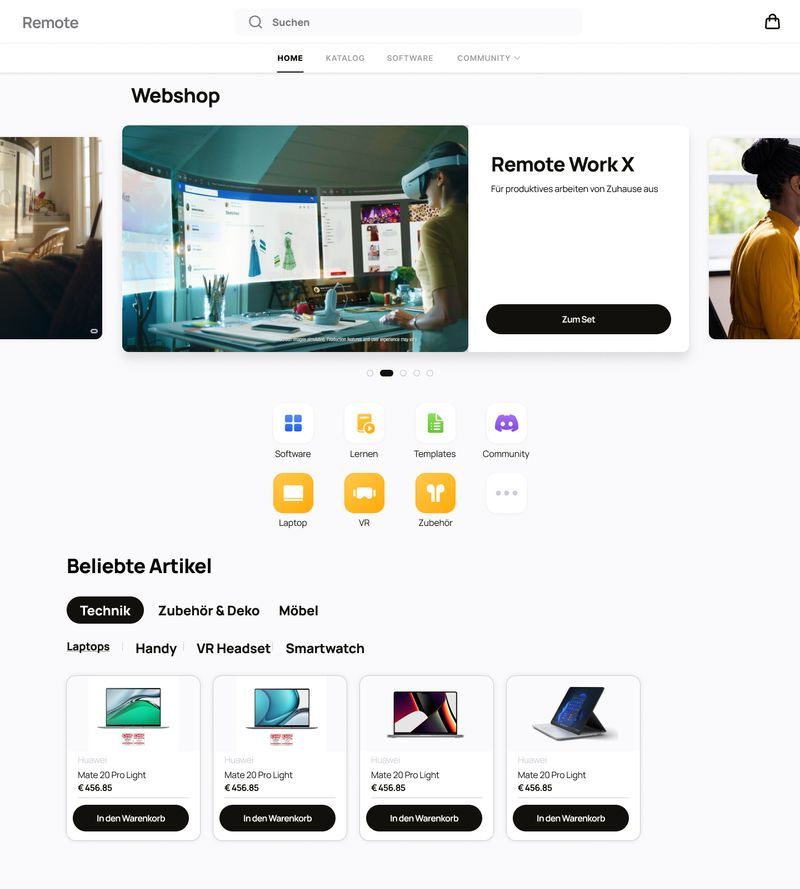 Remote
Suchen
HOME
KATALOG
SOFTWARE
COMMUNITY
Webshop
Remote Work X
Für produktives arbeiten von Zuhause aus
Zum Set
Software
Lernen
Templates
Community
Laptop
VR
Zubehör
Beliebte Artikel
Technik
Zubehör & Deko
Möbel
Laptops
Handy
VR Headset
Smartwatch
Huawei
Mate 20 Pro Light
€ 456.85
In den Warenkorb
Huawei
Mate 20 Pro Light
€ 456.85
In den Warenkorb
Huawei
Mate 20 Pro Light
€ 456.85
In den Warenkorb
Huawei
Mate 20 Pro Light
€ 456.85
In den Warenkorb